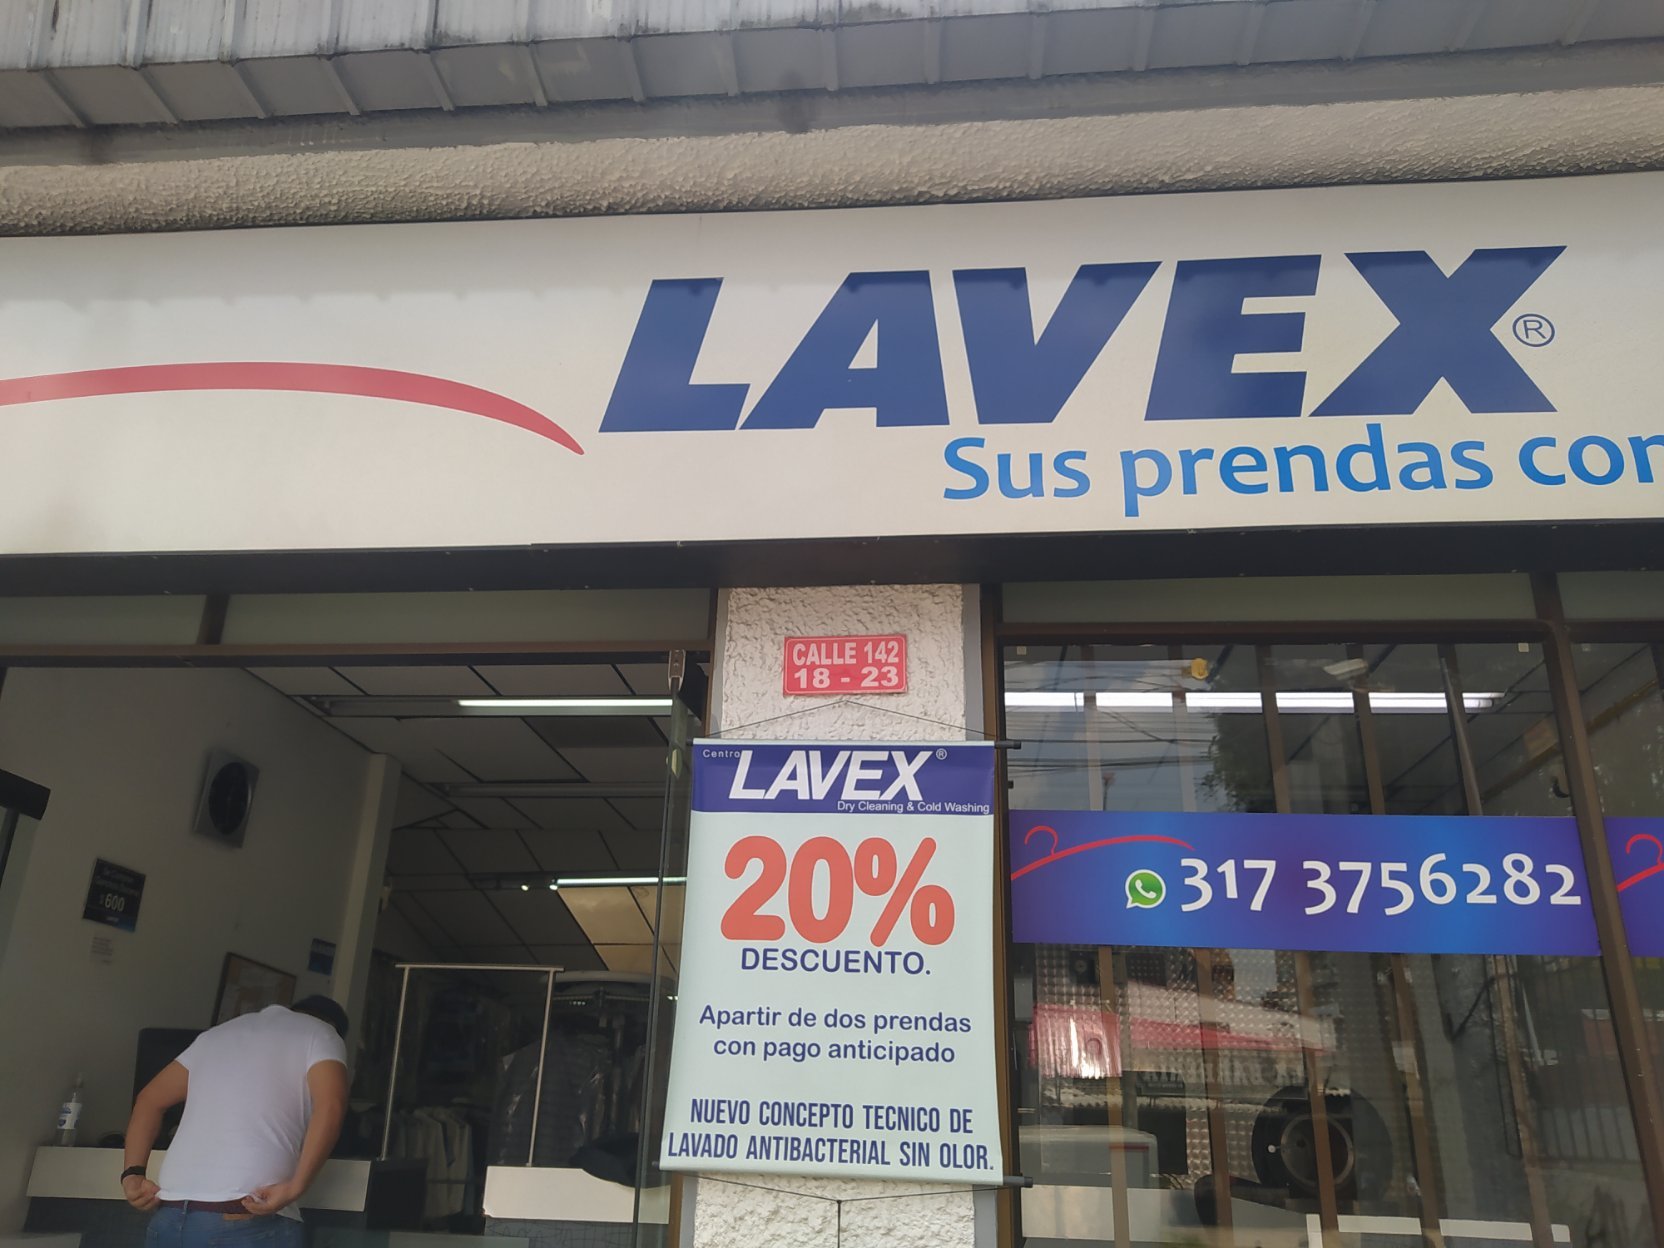 LAVEX®
Sus prendas con
CALLE 142
18 - 23
Centro
LAVEX®
Dry Cleaning & Cold Washing
20%
DESCUENTO.
Apartir de dos prendas
con pago anticipado
NUEVO CONCEPTO TECNICO DE
LAVADO ANTIBACTERIAL SIN OLOR.
317 3756282
$600